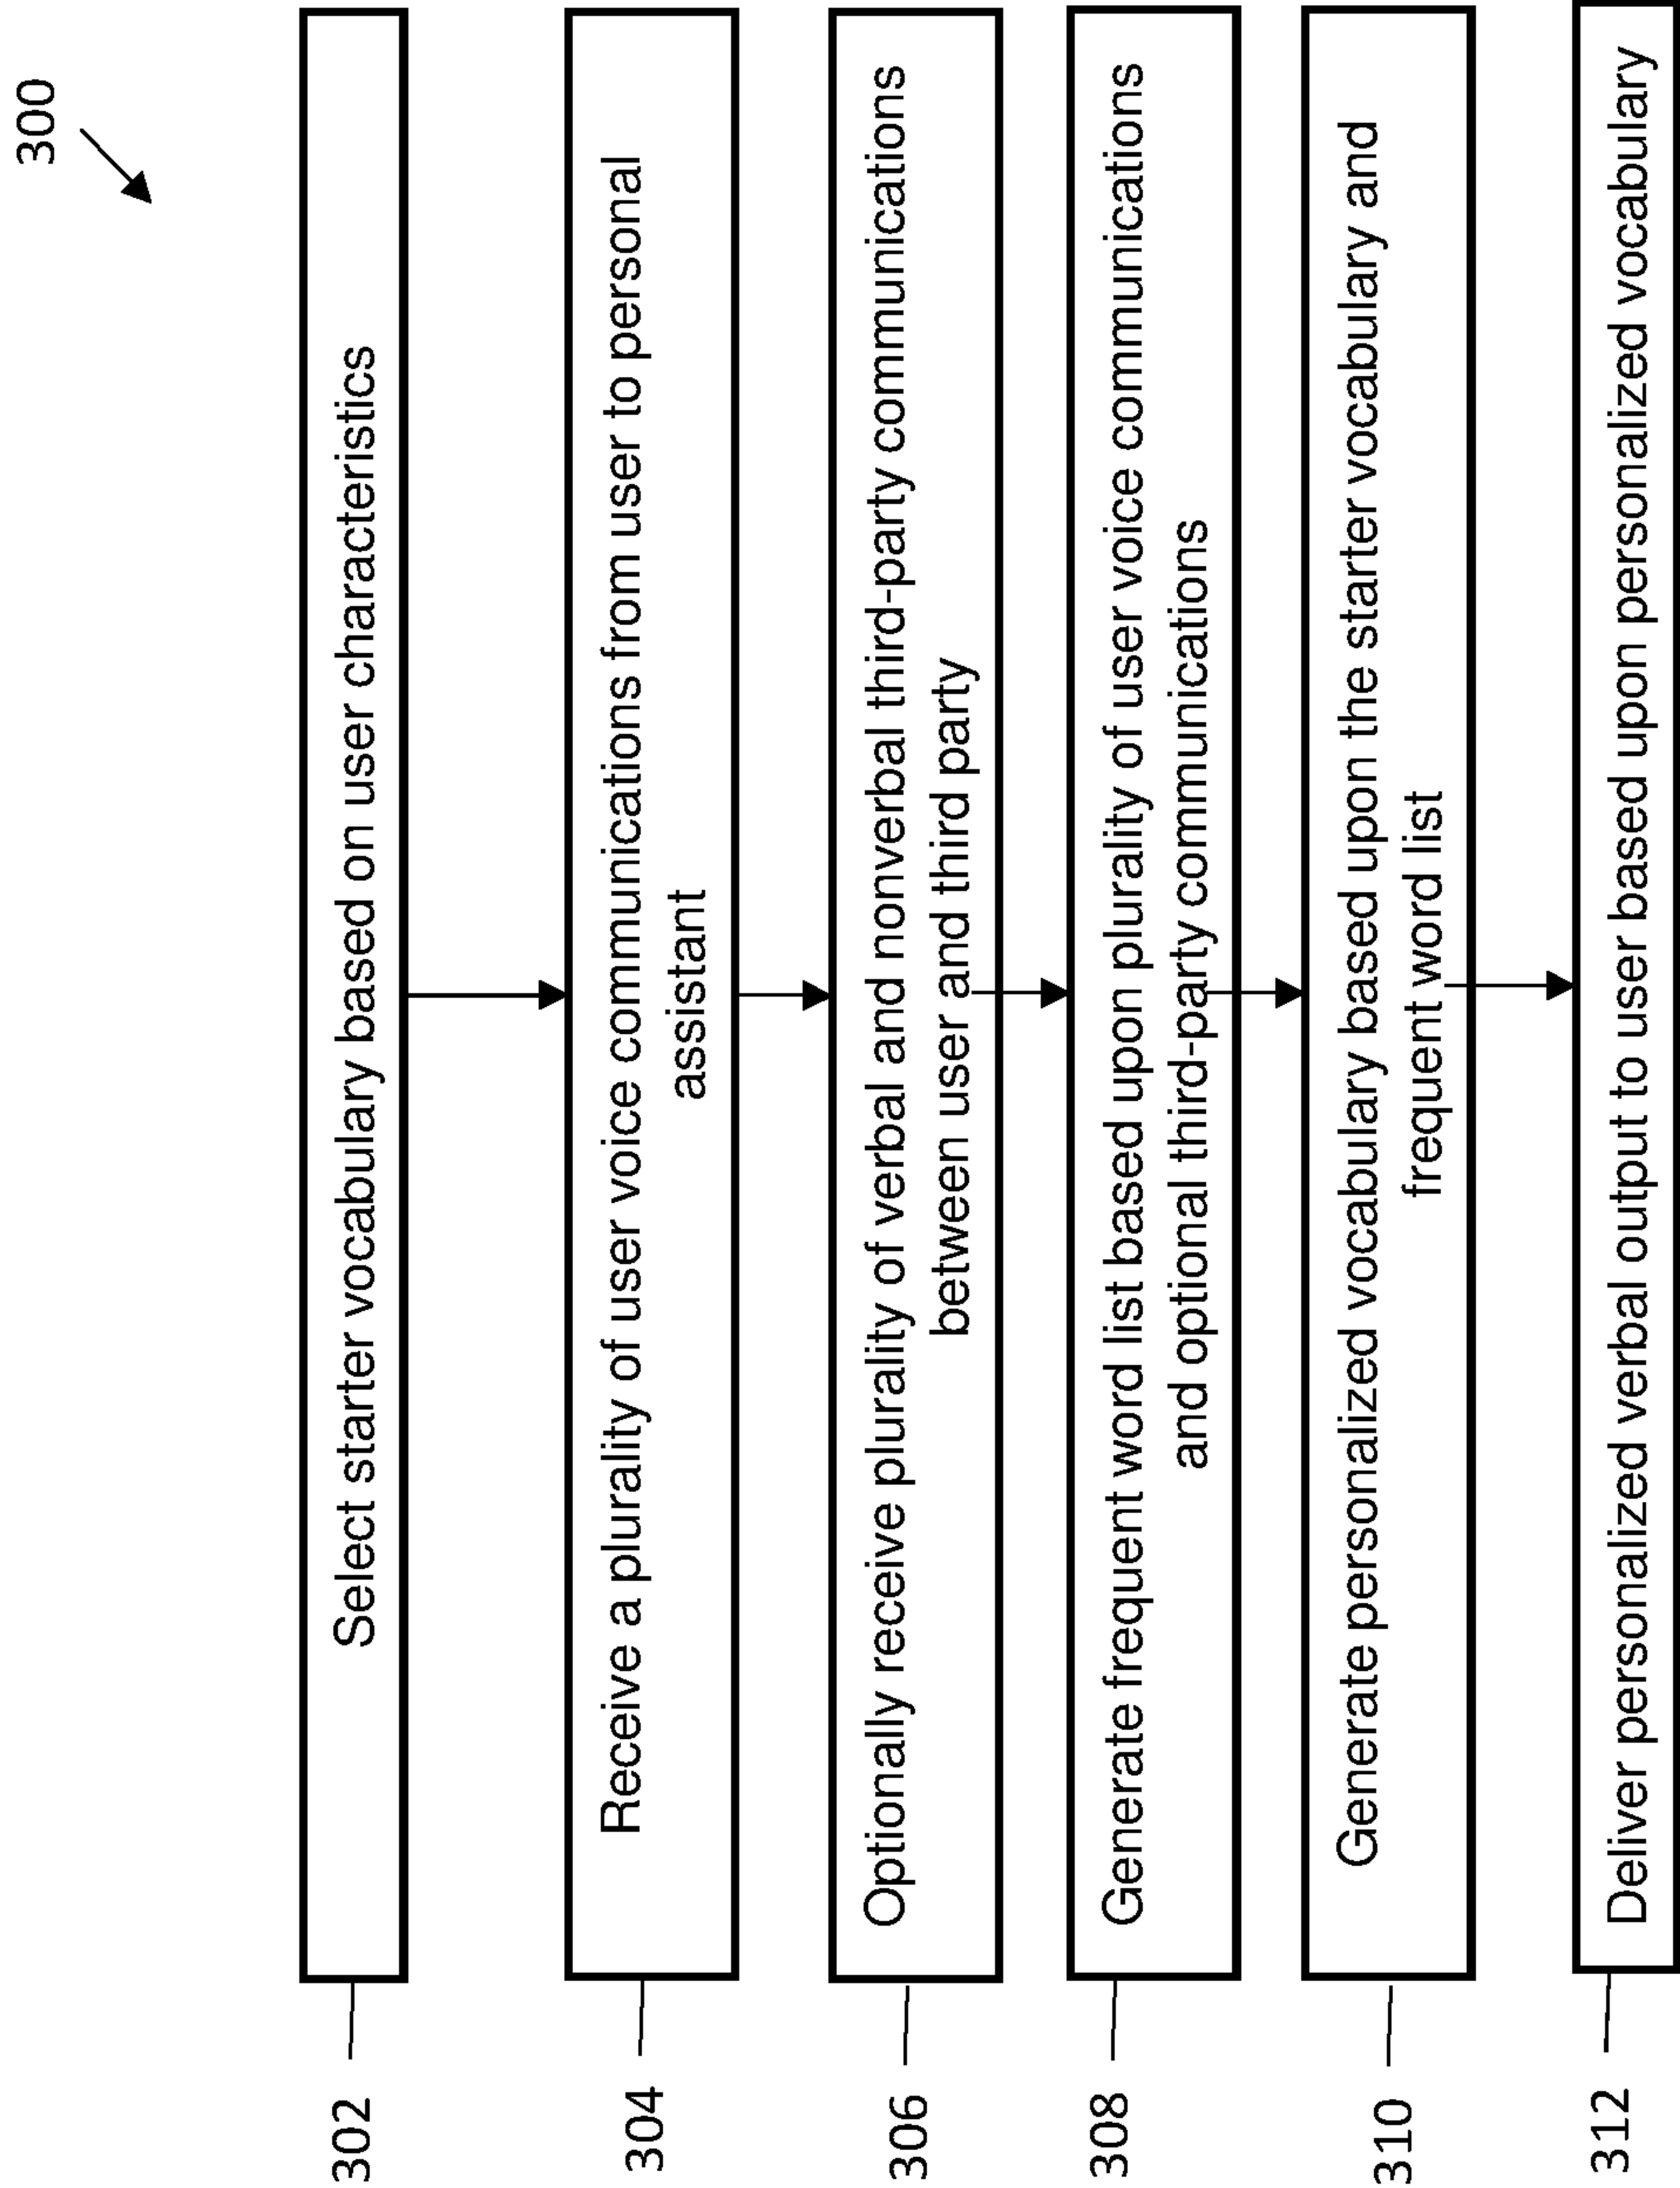 300
302
Select starter vocabulary based on user characteristics
304
Receive a plurality of user voice communications from user to personal
assistant
306
Optionally receive plurality of verbal and nonverbal third-party communications
between user and third party
308
Generate frequent word list based upon plurality of user voice communications
and optional third-party communications
310
Generate personalized vocabulary based upon the starter vocabulary and
frequent word list
312
Deliver personalized verbal output to user based upon personalized vocabulary